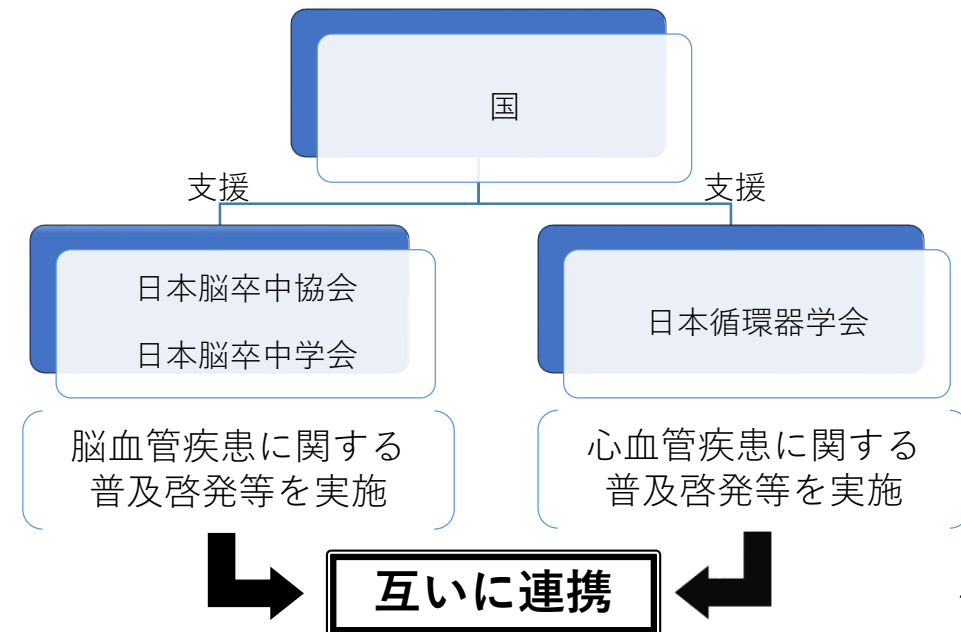 国
支援
支援
日本脳卒中協会
日本脳卒中学会
日本循環器学会
脳血管疾患に関する
普及啓発等を実施
心血管疾患に関する
普及啓発等を実施
互いに連携